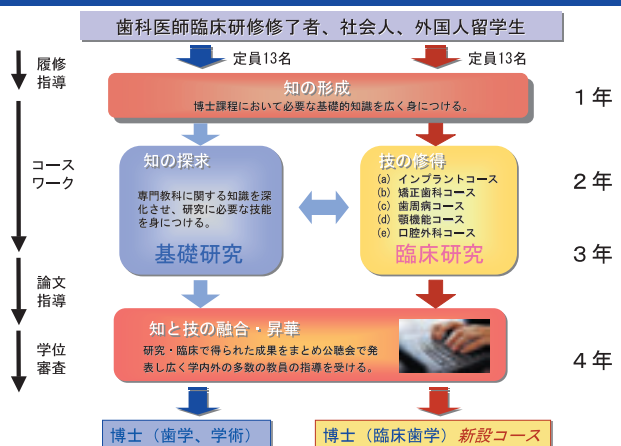 歯科医師臨床研修修了者、社会人、外国人留学生
定員13名
定員13名
履修
指導
知の形成
博士課程において必要な基礎的知識を広く身につける。
1年
コース
ワーク
知の探求
専門教科に関する知識を深
化させ、研究に必要な技能
を身につける。
基礎研究
技の修得
(a) インプラントコース
(b) 矯正歯科コース
(c) 歯周病コース
(d) 顎機能コース
(e) 口腔外科コース
臨床研究
2年
3年
論文
指導
知と技の融合・昇華
研究・臨床で得られた成果をまとめ公聴会で発
表し広く学内外の多数の教員の指導を受ける。
学位
審査
4年
博士（歯学、学術）
博士（臨床歯学）新設コース